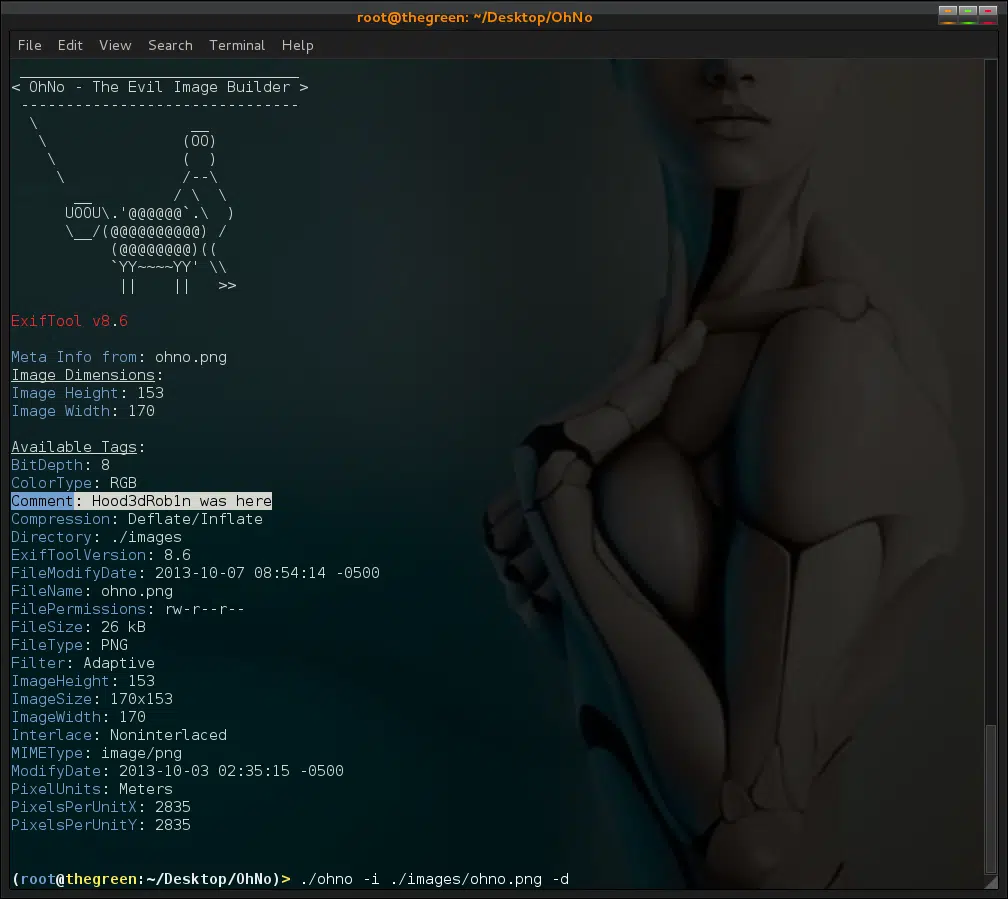 root@thegreen: ~/Desktop/OhNo
File Edit View Search Terminal Help
 _______________________________
< OhNo - The Evil Image Builder >
 -------------------------------
  \                 __
   \               (OO)
    \              (  )
     \             /--\
       __         / \  \
      UOOU\.'@@@@@@`.\  )
      \__/(@@@@@@@@@@) /
           (@@@@@@@@)((
           `YY~~~~YY' \\
            ||    ||   >>
ExifTool v8.6
Meta Info from: ohno.png
Image Dimensions:
Image Height: 153
Image Width: 170
Available Tags:
BitDepth: 8
ColorType: RGB
Comment: Hood3dRob1n was here
Compression: Deflate/Inflate
Directory: ./images
ExifToolVersion: 8.6
FileModifyDate: 2013-10-07 08:54:14 -0500
FileName: ohno.png
FilePermissions: rw-r--r--
FileSize: 26 kB
FileType: PNG
Filter: Adaptive
ImageHeight: 153
ImageSize: 170x153
ImageWidth: 170
Interlace: Noninterlaced
MIMEType: image/png
ModifyDate: 2013-10-03 02:35:15 -0500
PixelUnits: Meters
PixelsPerUnitX: 2835
PixelsPerUnitY: 2835
(root@thegreen:~/Desktop/OhNo)> ./ohno -i ./images/ohno.png -d